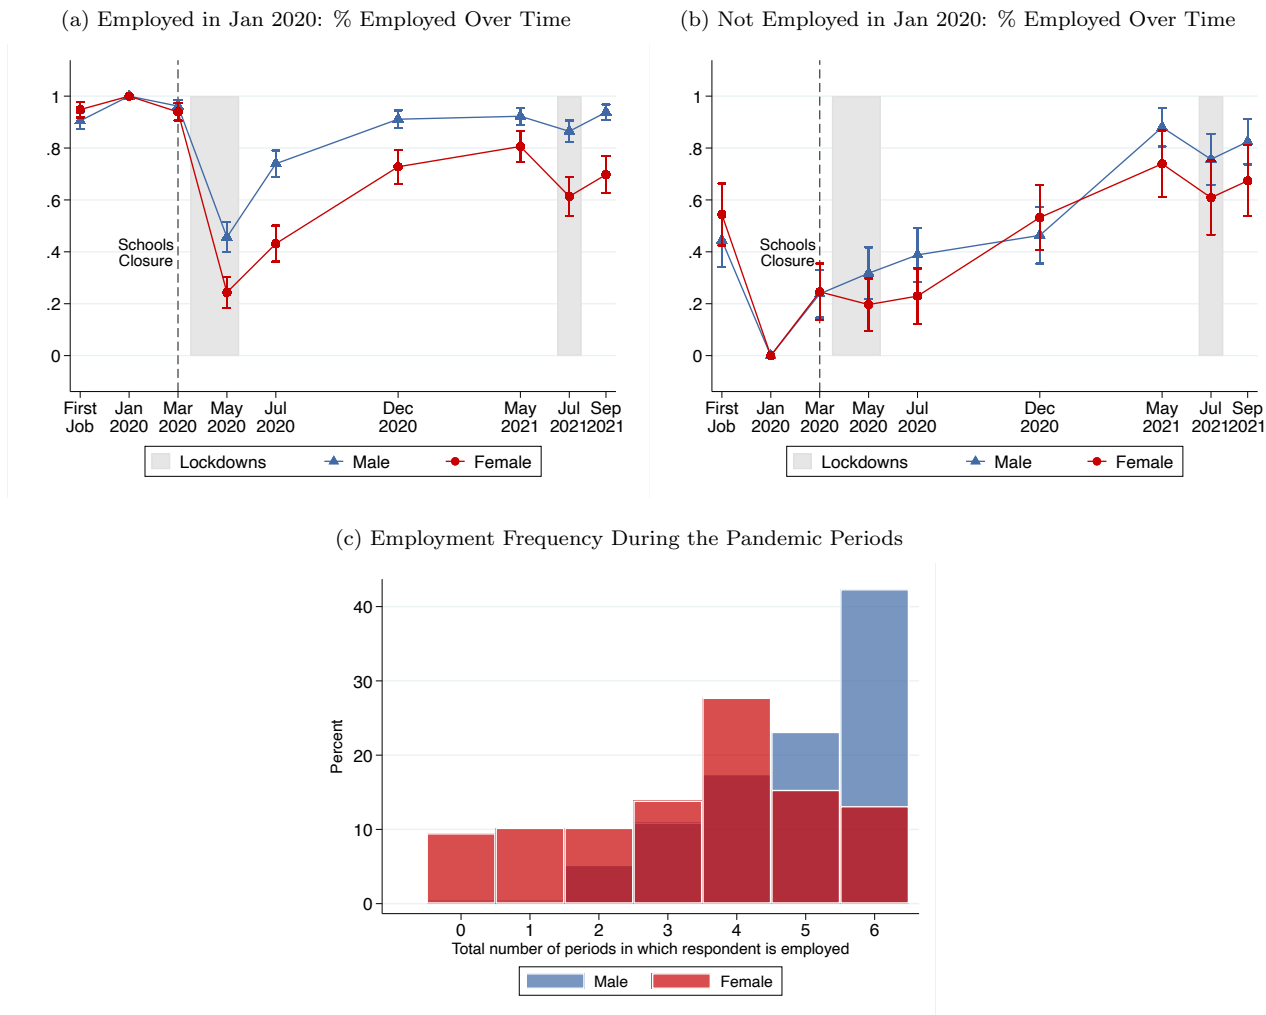 (a) Employed in Jan 2020: % Employed Over Time
1
.8
.6
.4
.2
0
Schools
Closure
First
Job
Jan
2020
Mar
2020
May
2020
Jul
2020
Dec
2020
May
2021
Jul
2021
Sep
2021
Lockdowns
Male
Female
(b) Not Employed in Jan 2020: % Employed Over Time
1
.8
.6
.4
.2
0
Schools
Closure
First
Job
Jan
2020
Mar
2020
May
2020
Jul
2020
Dec
2020
May
2021
Jul
2021
Sep
2021
Lockdowns
Male
Female
(c) Employment Frequency During the Pandemic Periods
Percent
40
30
20
10
0
0 1 2 3 4 5 6
Total number of periods in which respondent is employed
Male
Female